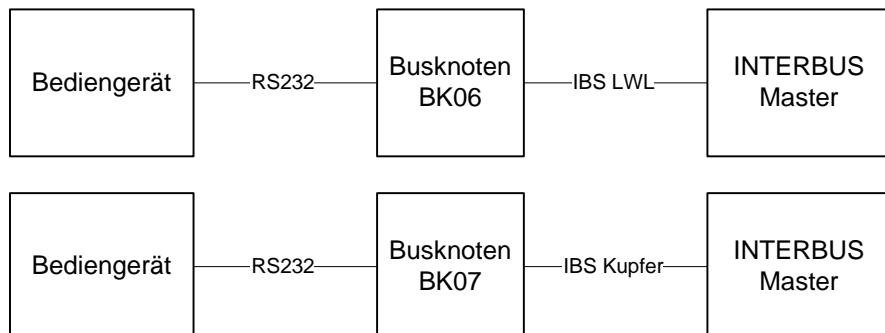 Bediengerät
RS232
Busknoten
BK06
IBS LWL
INTERBUS
Master
Bediengerät
RS232
Busknoten
BK07
IBS Kupfer
INTERBUS
Master